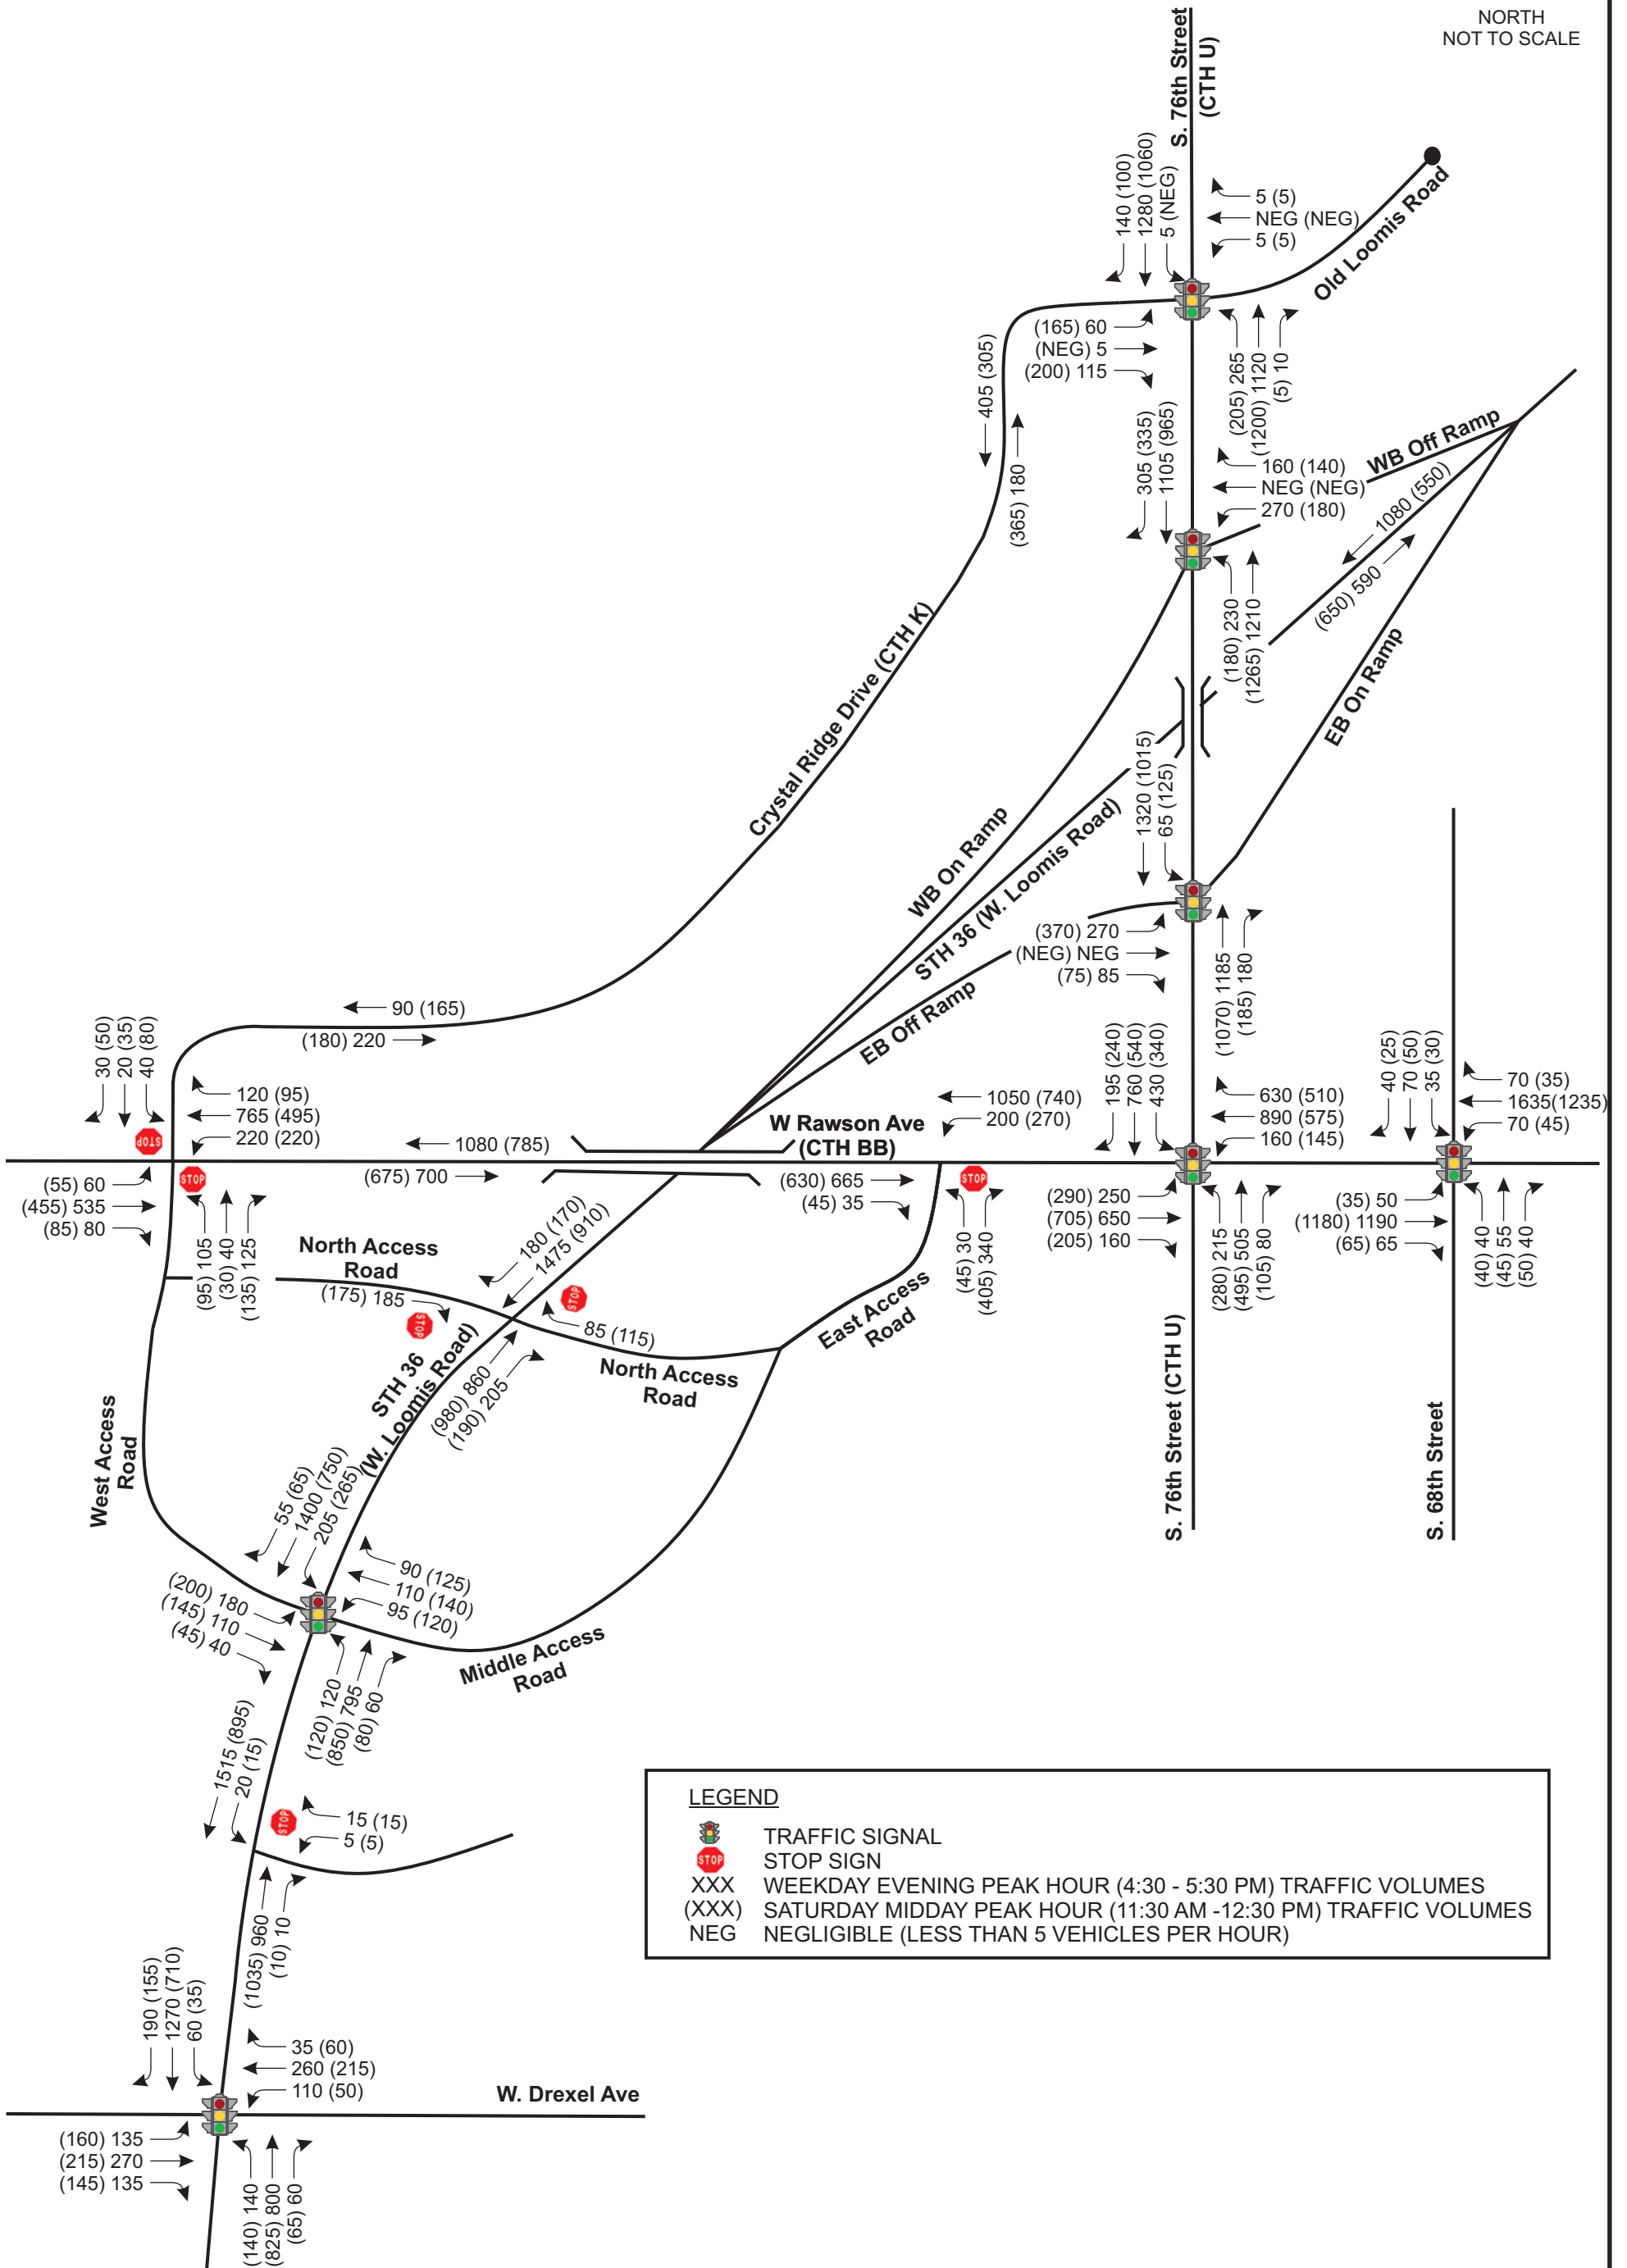 NORTH
NOT TO SCALE
S. 76th Street
(CTH U)
140 (100)
1280 (1060)
5 (NEG)
5 (5)
NEG (NEG)
5 (5)
Old Loomis Road
(165) 60
(NEG) 5
(200) 115
(205) 265
(1200) 1120
(5) 10
405 (305)
(365) 180
305 (335)
1105 (965)
160 (140)
NEG (NEG)
270 (180)
WB Off Ramp
1080 (550)
(650) 590
(180) 230
(1265) 1210
EB On Ramp
Crystal Ridge Drive (CTH K)
WB On Ramp
STH 36 (W. Loomis Road)
EB Off Ramp
1320 (1015)
65 (125)
(370) 270
(NEG) NEG
(75) 85
(1070) 1185
(185) 180
90 (165)
(180) 220
30 (50)
20 (35)
40 (80)
120 (95)
765 (495)
220 (220)
STOP
STOP
(55) 60
(455) 535
(85) 80
(95) 105
(30) 40
(135) 125
1080 (785)
(675) 700
W Rawson Ave
(CTH BB)
1050 (740)
200 (270)
(630) 665
(45) 35
STOP
(45) 30
(405) 340
195 (240)
760 (540)
430 (340)
630 (510)
890 (575)
160 (145)
(290) 250
(705) 650
(205) 160
(280) 215
(495) 505
(105) 80
40 (25)
70 (50)
35 (30)
70 (35)
1635(1235)
70 (45)
(35) 50
(1180) 1190
(65) 65
(40) 40
(45) 55
(50) 40
S. 76th Street (CTH U)
S. 68th Street
North Access
Road
(175) 185
STOP
180 (170)
1475 (910)
STOP
85 (115)
North Access
Road
East Access
Road
(980) 860
(190) 205
STH 36
(W. Loomis Road)
West Access
Road
55 (65)
1400 (750)
205 (265)
90 (125)
110 (140)
95 (120)
(200) 180
(145) 110
(45) 40
(120) 120
(850) 795
(80) 60
Middle Access
Road
1515 (895)
20 (15)
STOP
15 (15)
5 (5)
(1035) 960
(10) 10
190 (155)
1270 (710)
60 (35)
35 (60)
260 (215)
110 (50)
W. Drexel Ave
(160) 135
(215) 270
(145) 135
(140) 140
(825) 800
(65) 60
LEGEND
TRAFFIC SIGNAL
STOP STOP SIGN
XXX WEEKDAY EVENING PEAK HOUR (4:30 - 5:30 PM) TRAFFIC VOLUMES
(XXX) SATURDAY MIDDAY PEAK HOUR (11:30 AM -12:30 PM) TRAFFIC VOLUMES
NEG NEGLIGIBLE (LESS THAN 5 VEHICLES PER HOUR)